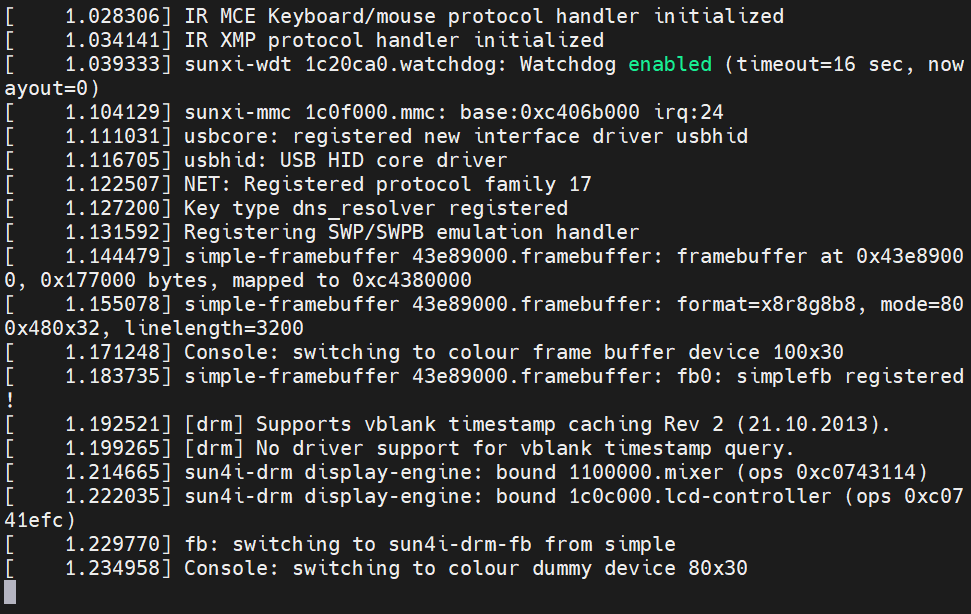 [    1.028306] IR MCE Keyboard/mouse protocol handler initialized
[    1.034141] IR XMP protocol handler initialized
[    1.039333] sunxi-wdt 1c20ca0.watchdog: Watchdog enabled (timeout=16 sec, now
ayout=0)
[    1.104129] sunxi-mmc 1c0f000.mmc: base:0xc406b000 irq:24
[    1.111031] usbcore: registered new interface driver usbhid
[    1.116705] usbhid: USB HID core driver
[    1.122507] NET: Registered protocol family 17
[    1.127200] Key type dns_resolver registered
[    1.131592] Registering SWP/SWPB emulation handler
[    1.144479] simple-framebuffer 43e89000.framebuffer: framebuffer at 0x43e8900
0, 0x177000 bytes, mapped to 0xc4380000
[    1.155078] simple-framebuffer 43e89000.framebuffer: format=x8r8g8b8, mode=80
0x480x32, linelength=3200
[    1.171248] Console: switching to colour frame buffer device 100x30
[    1.183735] simple-framebuffer 43e89000.framebuffer: fb0: simplefb registered
!
[    1.192521] [drm] Supports vblank timestamp caching Rev 2 (21.10.2013).
[    1.199265] [drm] No driver support for vblank timestamp query.
[    1.214665] sun4i-drm display-engine: bound 1100000.mixer (ops 0xc0743114)
[    1.222035] sun4i-drm display-engine: bound 1c0c000.lcd-controller (ops 0xc07
41efc)
[    1.229770] fb: switching to sun4i-drm-fb from simple
[    1.234958] Console: switching to colour dummy device 80x30